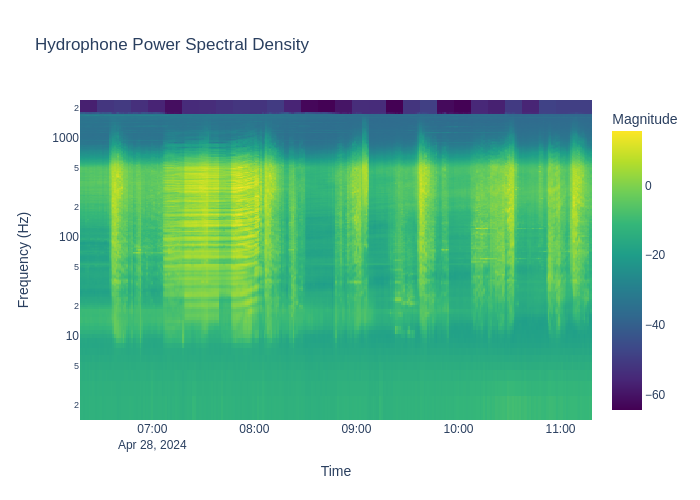 Hydrophone Power Spectral Density
Magnitude
2
1000
5
2
100
5
2
10
5
2
0
−20
−40
−60
Frequency (Hz)
07:00 08:00 09:00 10:00 11:00
Apr 28, 2024
Time